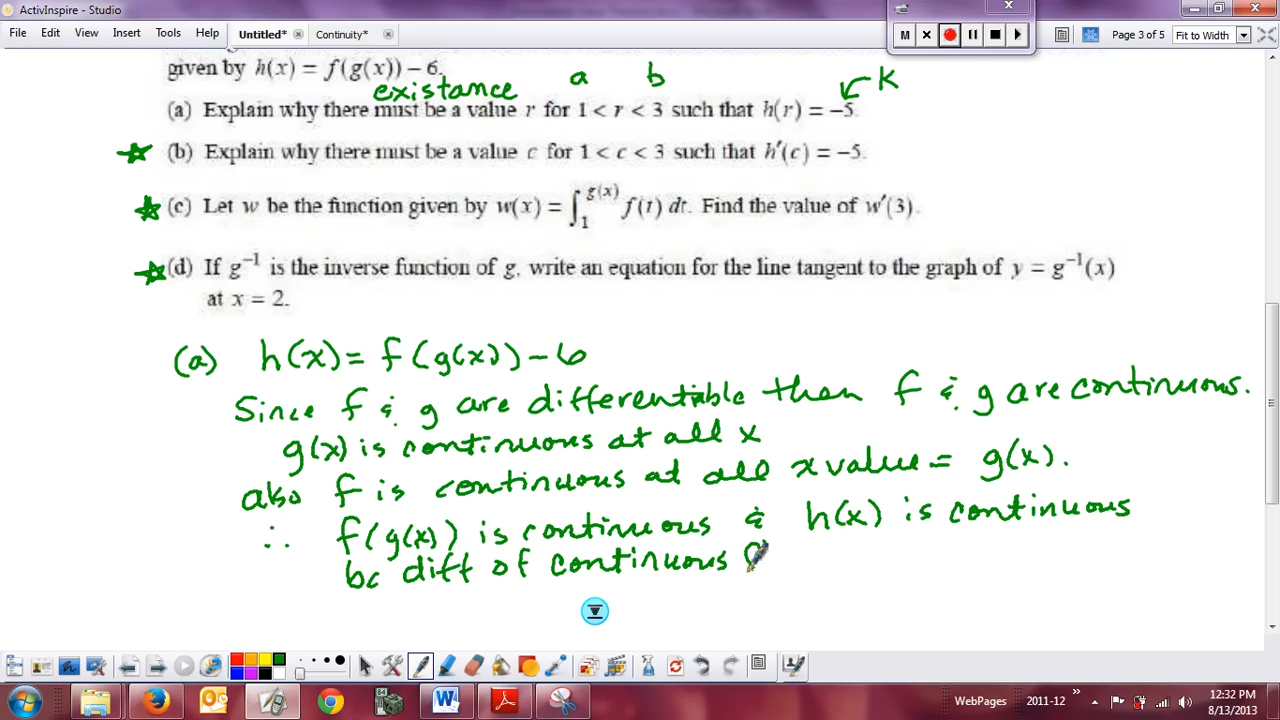 ActivInspire - Studio
File Edit View Insert Tools Help Untitled* Continuity* M Page 3 of 5 Fit to Width
given by h(x) = f(g(x)) − 6.
existance a b K
(a) Explain why there must be a value r for 1 < r < 3 such that h(r) = −5.
(b) Explain why there must be a value c for 1 < c < 3 such that h′(c) = −5.
(c) Let w be the function given by w(x) = ∫₁^g(x) f(t) dt. Find the value of w′(3).
(d) If g⁻¹ is the inverse function of g, write an equation for the line tangent to the graph of y = g⁻¹(x)
at x = 2.
(a) h(x) = f(g(x)) − 6
Since f & g are differentiable then f & g are continuous.
g(x) is continuous at all x
also f is continuous at all x value = g(x).
∴ f(g(x)) is continuous & h(x) is continuous
bc diff of continuous
WebPages 2011-12 » 12:32 PM
8/13/2013